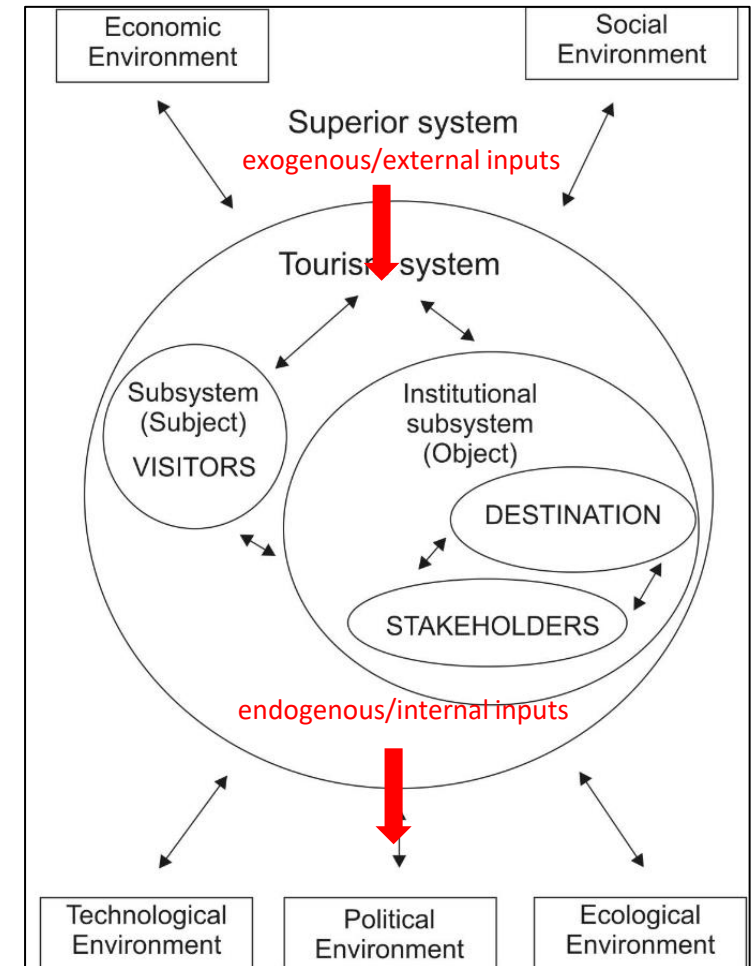 Economic
Environment
Social
Environment
Superior system
exogenous/external inputs
Tourism system
Subsystem
(Subject)
VISITORS
Institutional
subsystem
(Object)
DESTINATION
STAKEHOLDERS
endogenous/internal inputs
Technological
Environment
Political
Environment
Ecological
Environment